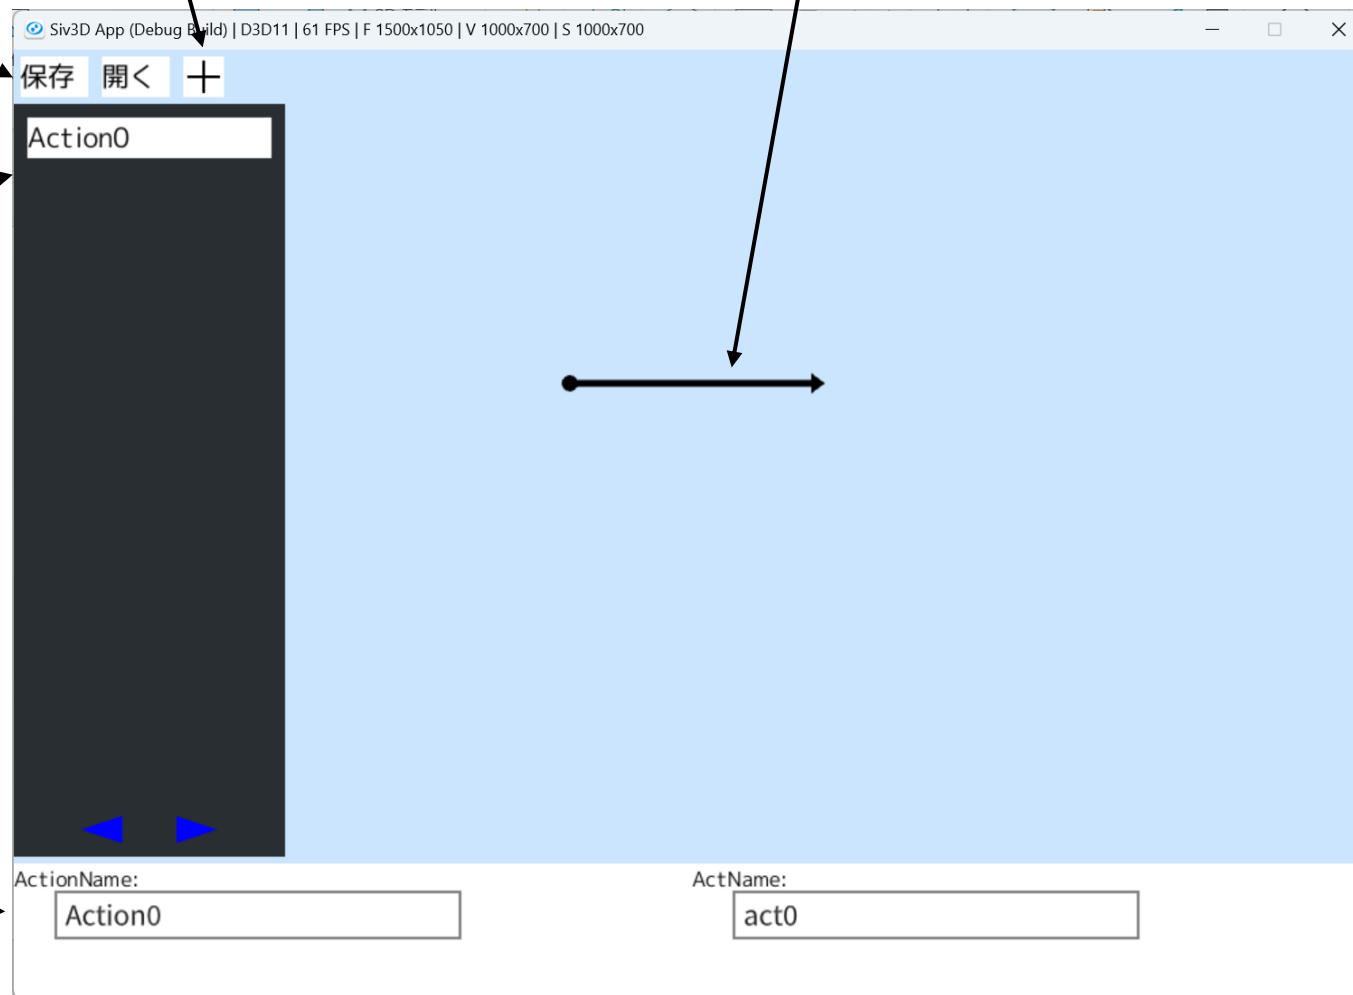 Siv3D App (Debug Build) | D3D11 | 61 FPS | F 1500x1050 | V 1000x700 | S 1000x700
保存 開く +
Action0
ActionName: ActName:
Action0 act0